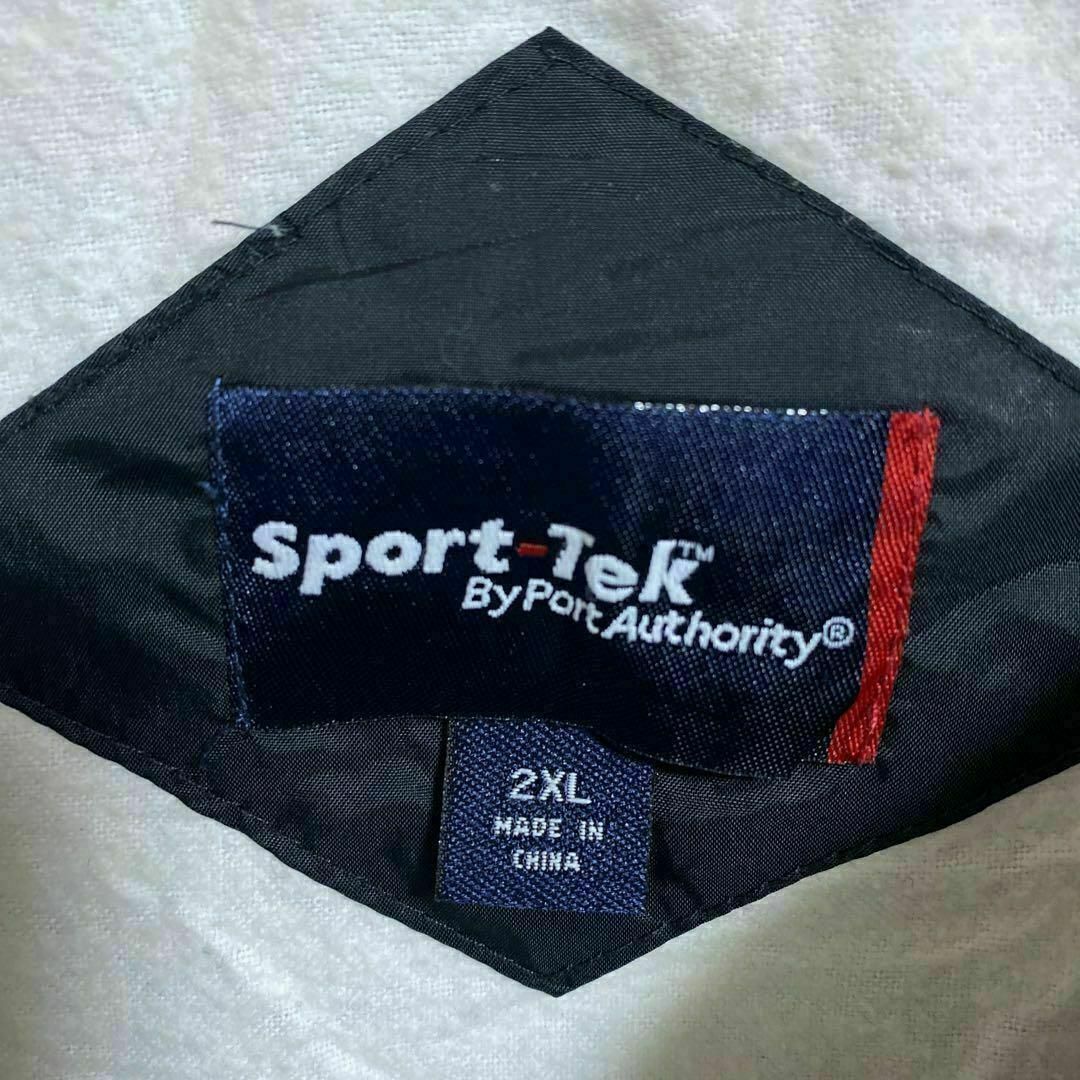 Sport-Tek™
By Port Authority®
2XL
MADE IN
CHINA